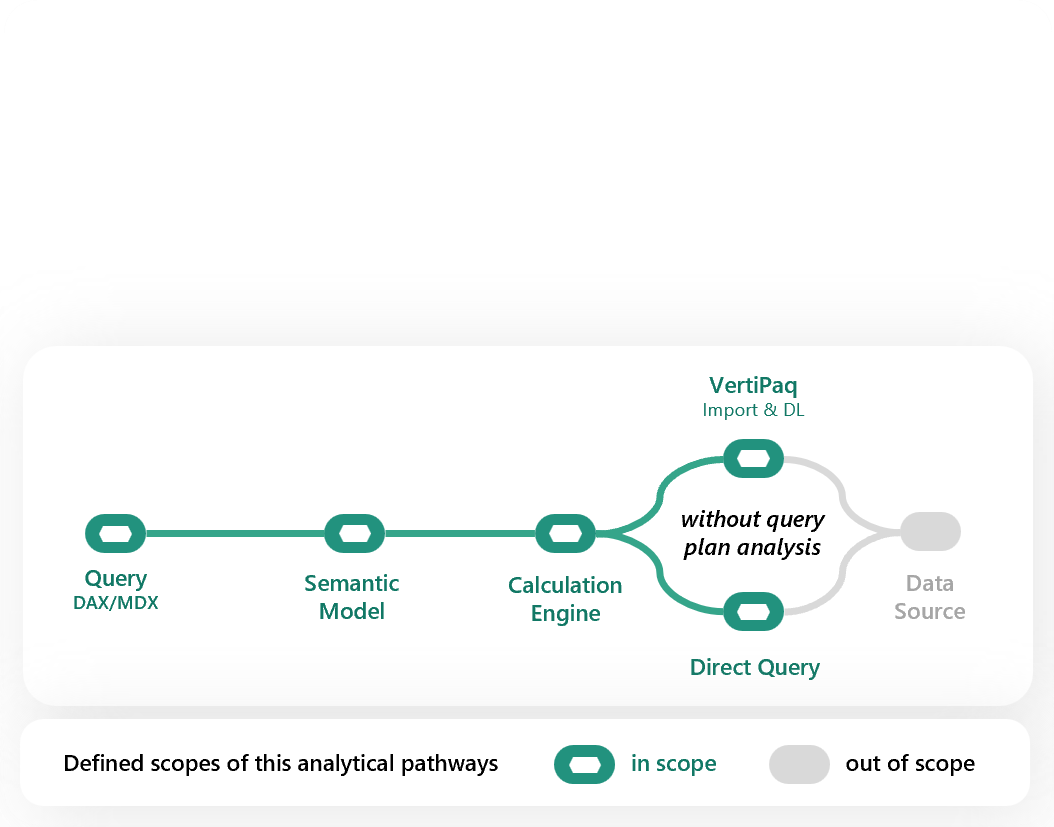 VertiPaq
Import & DL
without query
plan analysis
Query
DAX/MDX
Semantic
Model
Calculation
Engine
Data
Source
Direct Query
Defined scopes of this analytical pathways
in scope
out of scope